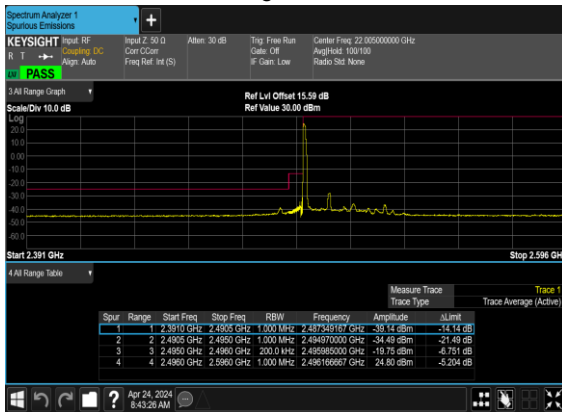 Spectrum Analyzer 1
Spurious Emissions
KEYSIGHT Input: RF Input Z: 50 Ω Atten: 30 dB Trig: Free Run Center Freq: 22.005000000 GHz
R T Coupling: DC Corr CCorr Gate: Off Avg|Hold: 100/100
Align: Auto Freq Ref: Int (S) IF Gain: Low Radio Std: None
PASS
3 All Range Graph
Ref Lvl Offset 15.59 dB
Scale/Div 10.0 dB Ref Value 30.00 dBm
Log
20.0
10.0
0.00
-10.0
-20.0
-30.0
-40.0
-50.0
-60.0
Start 2.391 GHz Stop 2.596 GH
4 All Range Table
Measure Trace Trace 1
Trace Type Trace Average (Active)
Spur Range Start Freq Stop Freq RBW Frequency Amplitude ΔLimit
1 1 2.3910 GHz 2.4905 GHz 1.000 MHz 2.487349167 GHz -39.14 dBm -14.14 dB
2 2 2.4905 GHz 2.4950 GHz 1.000 MHz 2.494970000 GHz -34.49 dBm -21.49 dB
3 3 2.4950 GHz 2.4960 GHz 200.0 kHz 2.495985000 GHz -19.75 dBm -6.751 dB
4 4 2.4960 GHz 2.5960 GHz 1.000 MHz 2.496166667 GHz 24.80 dBm -5.204 dB
Apr 24, 2024
8:43:26 AM